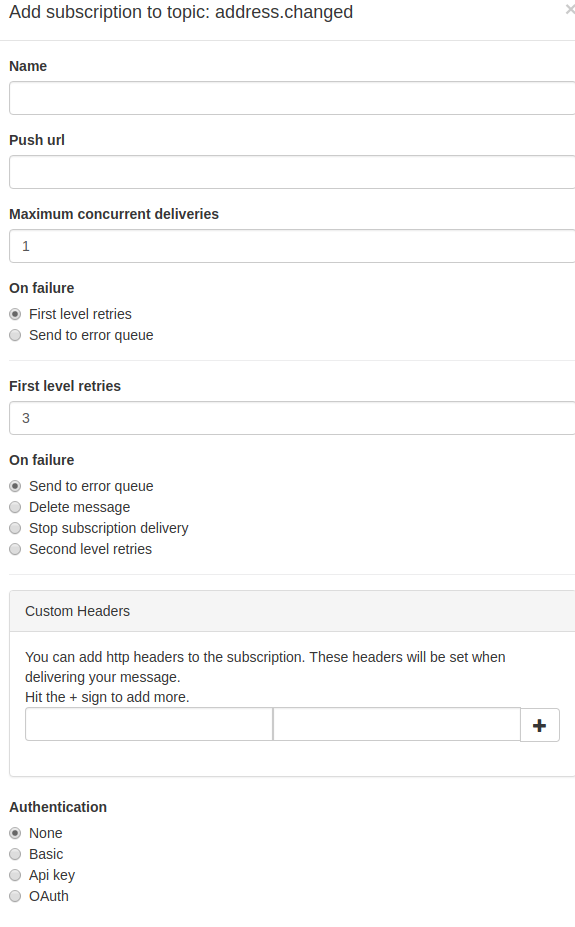 Add subscription to topic: address.changed
×
Name
Push url
Maximum concurrent deliveries
1
On failure
First level retries
Send to error queue
First level retries
3
On failure
Send to error queue
Delete message
Stop subscription delivery
Second level retries
Custom Headers
You can add http headers to the subscription. These headers will be set when
delivering your message.
Hit the + sign to add more.
+
Authentication
None
Basic
Api key
OAuth